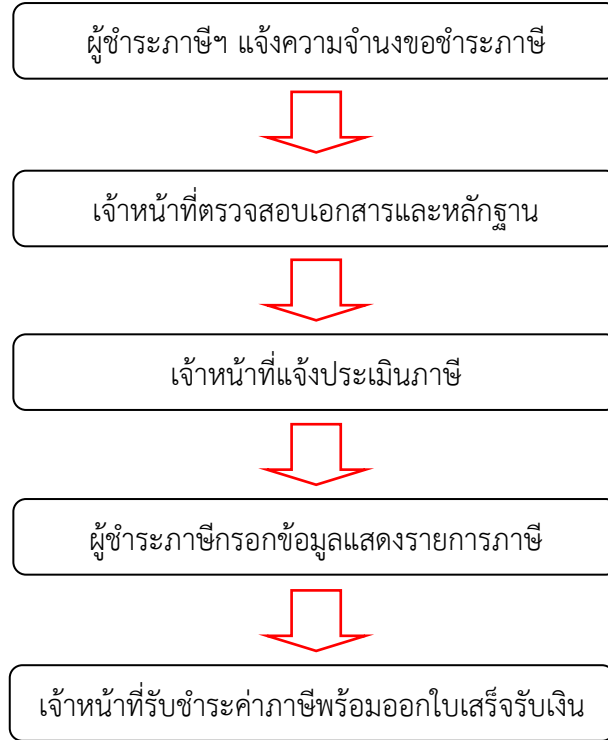 ผู้ชำระภาษีฯ แจ้งความจำนงขอชำระภาษี
เจ้าหน้าที่ตรวจสอบเอกสารและหลักฐาน
เจ้าหน้าที่แจ้งประเมินภาษี
ผู้ชำระภาษีกรอกข้อมูลแสดงรายการภาษี
เจ้าหน้าที่รับชำระค่าภาษีพร้อมออกใบเสร็จรับเงิน